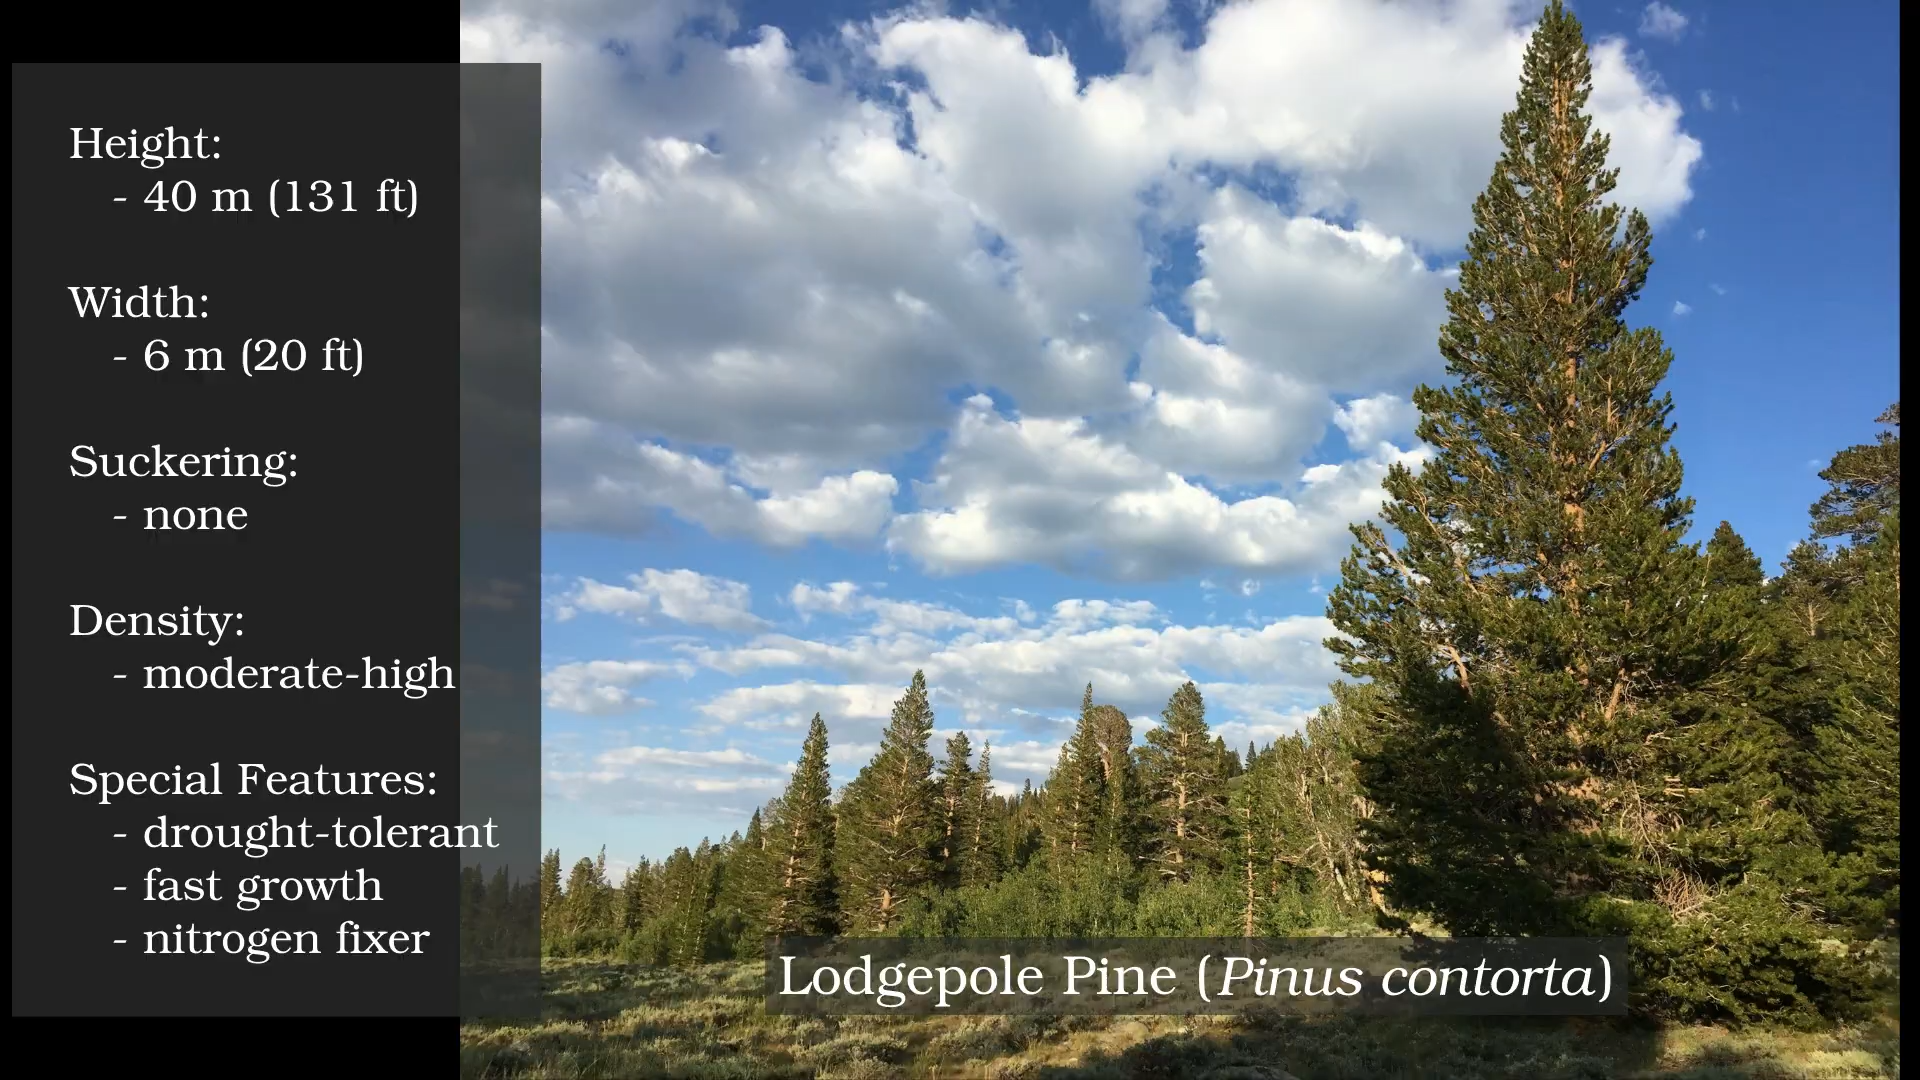 Height:
- 40 m (131 ft)
Width:
- 6 m (20 ft)
Suckering:
- none
Density:
- moderate-high
Special Features:
- drought-tolerant
- fast growth
- nitrogen fixer
Lodgepole Pine (Pinus contorta)